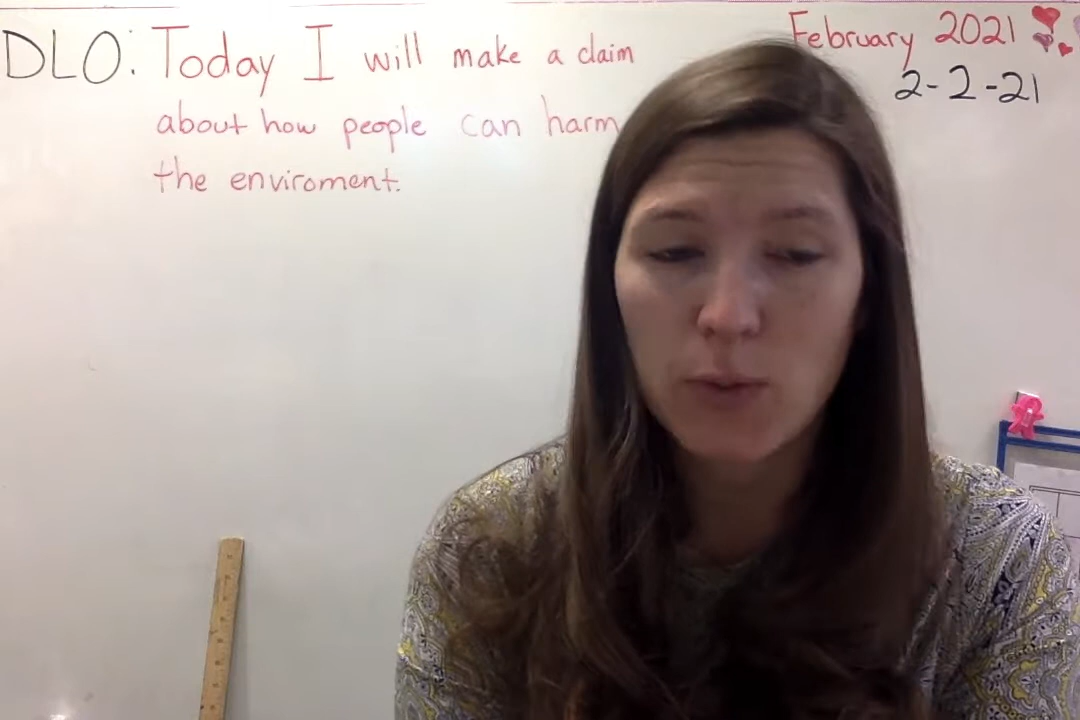 DLO: Today I will make a claim
about how people can harm
the enviroment.
February 2021
2-2-21